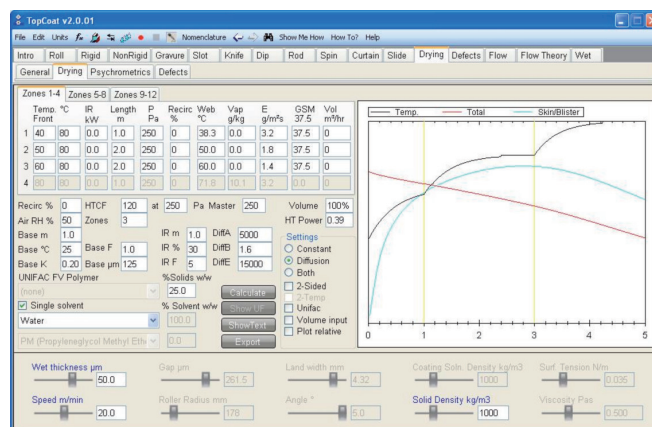 TopCoat v2.0.01
File Edit Units fx Nomenclature Show Me How How To? Help
Intro Roll Rigid NonRigid Gravure Slot Knife Dip Rod Spin Curtain Slide Drying Defects Flow Flow Theory Wet
General Drying Psychrometrics Defects
Zones 1-4 Zones 5-8 Zones 9-12
Temp. °C IR Length P Recirc Web Vap E GSM Vol
Front kW m Pa % °C g/kg g/m²s 37.5 m³/hr
1 40 80 0.0 1.0 250 0 38.3 0.0 3.2 37.5 0
2 50 80 0.0 2.0 250 0 50.0 0.0 1.8 37.5 0
3 60 80 0.0 2.0 250 0 60.0 0.0 1.4 37.5 0
4 80 80 0.0 1.0 250 0 71.8 10.1 3.2 0.0 0
Temp. Total Skin/Blister
0 1 2 3 4 5
Recirc % 0 HTCF 120 at 250 Pa Master 250 Volume 100%
Air RH % 50 Zones 3 HT Power 0.39
Base m 1.0 IR m 1.0 DiffA 5000
Base °C 25 Base F 1.0 IR % 30 DiffB 1.6
Base K 0.20 Base µm 125 IR F 5 DiffE 15000
Settings
Constant
Diffusion
Both
2-Sided
2-Temp
Unifac
Volume input
Plot relative
UNIFAC FV Polymer %Solids w/w
(none) 25.0 Calculate
Single solvent % Solvent w/w Show UF
Water 100.0 ShowText
PM (Propyleneglycol Methyl Eth 0.0 Export
Wet thickness µm Gap µm Land width mm Coating Soln. Density kg/m3 Surf. Tension N/m
50.0 261.5 4.32 1000 0.035
Speed m/min Roller Radius mm Angle ° Solid Density kg/m3 Viscosity Pas
20.0 178 5.0 1000 0.500